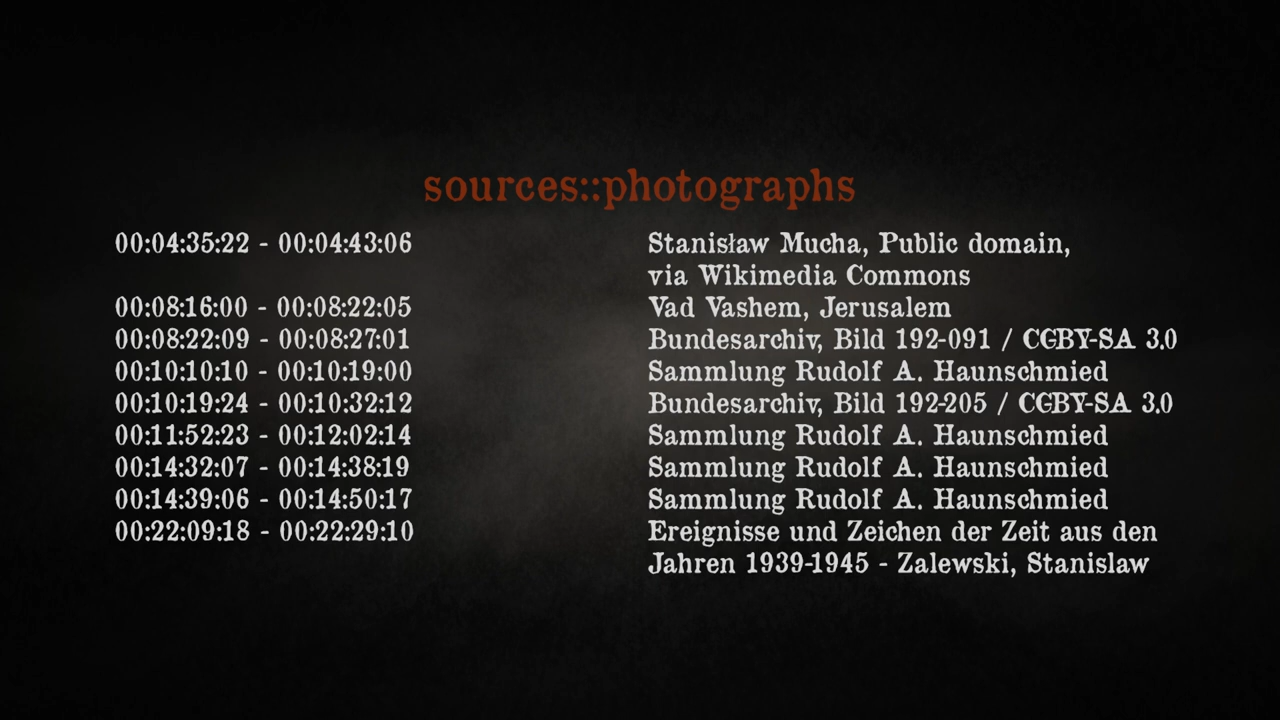 sources::photographs
00:04:35:22 - 00:04:43:06 Stanisław Mucha, Public domain,
via Wikimedia Commons
00:08:16:00 - 00:08:22:05 Vad Vashem, Jerusalem
00:08:22:09 - 00:08:27:01 Bundesarchiv, Bild 192-091 / CCBY-SA 3.0
00:10:10:10 - 00:10:19:00 Sammlung Rudolf A. Haunschmied
00:10:19:24 - 00:10:32:12 Bundesarchiv, Bild 192-205 / CCBY-SA 3.0
00:11:52:23 - 00:12:02:14 Sammlung Rudolf A. Haunschmied
00:14:32:07 - 00:14:38:19 Sammlung Rudolf A. Haunschmied
00:14:39:06 - 00:14:50:17 Sammlung Rudolf A. Haunschmied
00:22:09:18 - 00:22:29:10 Ereignisse und Zeichen der Zeit aus den
Jahren 1939-1945 - Zalewski, Stanislaw